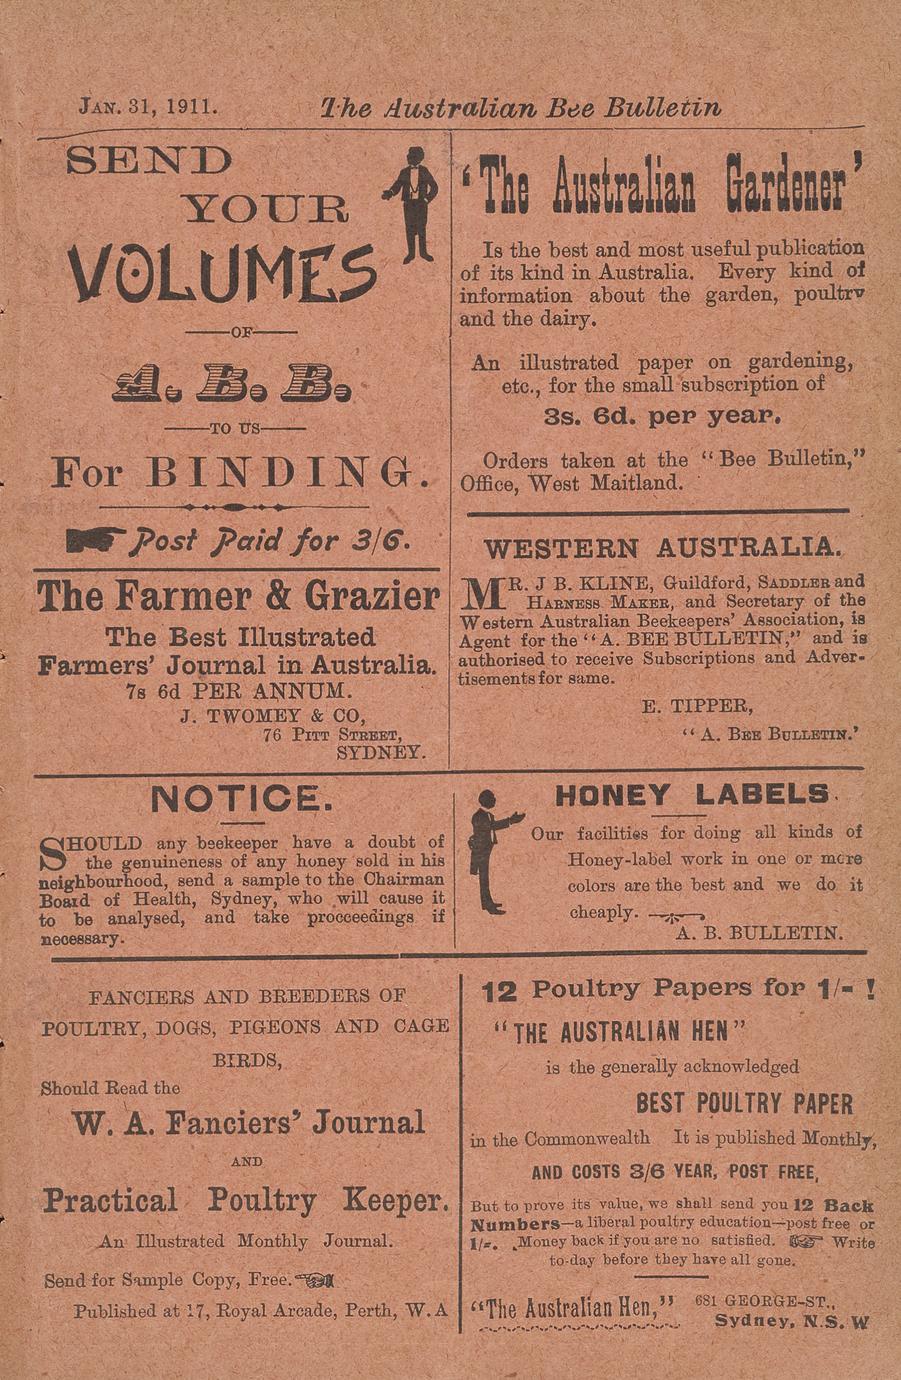 JAN. 31, 1911.
The Australian Bee Bulletin
SEND
YOUR
VOLUMES
OF
A. B. B.
TO US
For BINDING.
Post Paid for 3/6.
The Farmer & Grazier
The Best Illustrated
Farmers' Journal in Australia.
7s 6d PER ANNUM.
J. TWOMEY & CO,
76 PITT STREET,
SYDNEY.
'The Australian Gardener'
Is the best and most useful publication
of its kind in Australia. Every kind of
information about the garden, poultry
and the dairy.
An illustrated paper on gardening,
etc., for the small subscription of
3s. 6d. per year.
Orders taken at the "Bee Bulletin,"
Office, West Maitland.
WESTERN AUSTRALIA.
MR. J B. KLINE, Guildford, SADDLER and
HARNESS MAKER, and Secretary of the
Western Australian Beekeepers' Association, is
Agent for the "A. BEE BULLETIN," and is
authorised to receive Subscriptions and Adver-
tisements for same.
E. TIPPER,
"A. BEE BULLETIN.'
NOTICE.
SHOULD any beekeeper have a doubt of
the genuineness of any honey sold in his
neighbourhood, send a sample to the Chairman
Board of Health, Sydney, who will cause it
to be analysed, and take procceedings if
necessary.
HONEY LABELS.
Our facilities for doing all kinds of
Honey-label work in one or more
colors are the best and we do it
cheaply.
A. B. BULLETIN.
FANCIERS AND BREEDERS OF
POULTRY, DOGS, PIGEONS AND CAGE
BIRDS,
Should Read the
W. A. Fanciers' Journal
AND
Practical Poultry Keeper.
An Illustrated Monthly Journal.
Send for Sample Copy, Free.
Published at 17, Royal Arcade, Perth, W. A
12 Poultry Papers for 1/- !
"THE AUSTRALIAN HEN"
is the generally acknowledged
BEST POULTRY PAPER
in the Commonwealth It is published Monthly,
AND COSTS 3/6 YEAR, POST FREE,
But to prove its value, we shall send you 12 Back
Numbers—a liberal poultry education—post free or
1/-. Money back if you are no satisfied. Write
to-day before they have all gone.
"The Australian Hen," 681 GEORGE-ST.,
Sydney, N.S. W